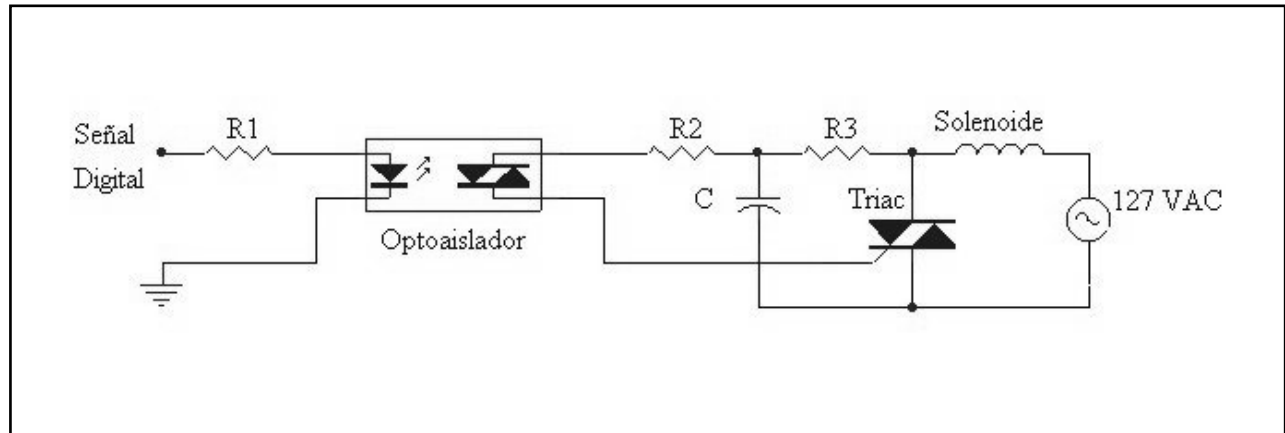 Señal
Digital
R1
Optoaislador
R2
C
R3
Triac
Solenoide
127 VAC